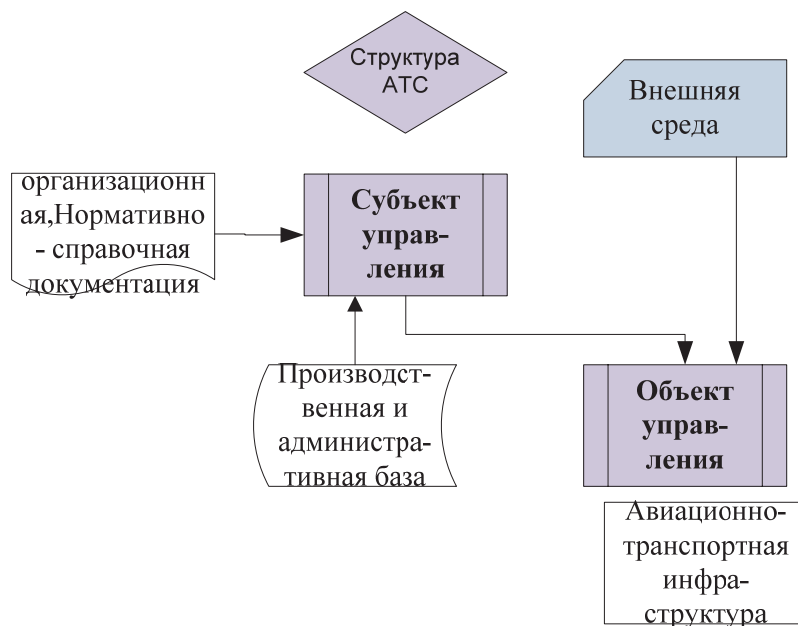 Структура
АТС
Внешняя
среда
организационн
ая,Нормативно
- справочная
документация
Субъект
управ-
ления
Производст-
венная и
администра-
тивная база
Объект
управ-
ления
Авиационно-
транспортная
инфра-
структура